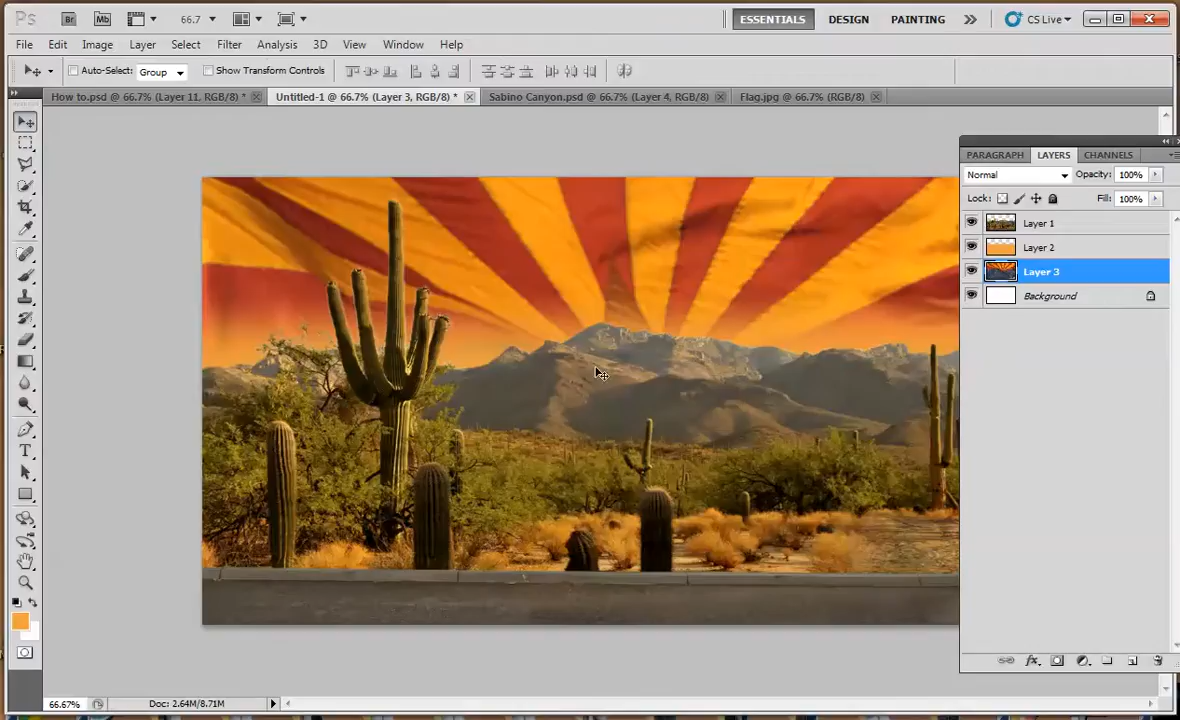 Ps Br Mb 66.7 ESSENTIALS DESIGN PAINTING CS Live
File Edit Image Layer Select Filter Analysis 3D View Window Help
Auto-Select: Group Show Transform Controls
How to.psd @ 66.7% (Layer 11, RGB/8) * Untitled-1 @ 66.7% (Layer 3, RGB/8) * Sabino Canyon.psd @ 66.7% (Layer 4, RGB/8) Flag.jpg @ 66.7% (RGB/8)
PARAGRAPH LAYERS CHANNELS
Normal Opacity: 100%
Lock: Fill: 100%
Layer 1
Layer 2
Layer 3
Background
T
fx
66.67% Doc: 2.64M/8.71M